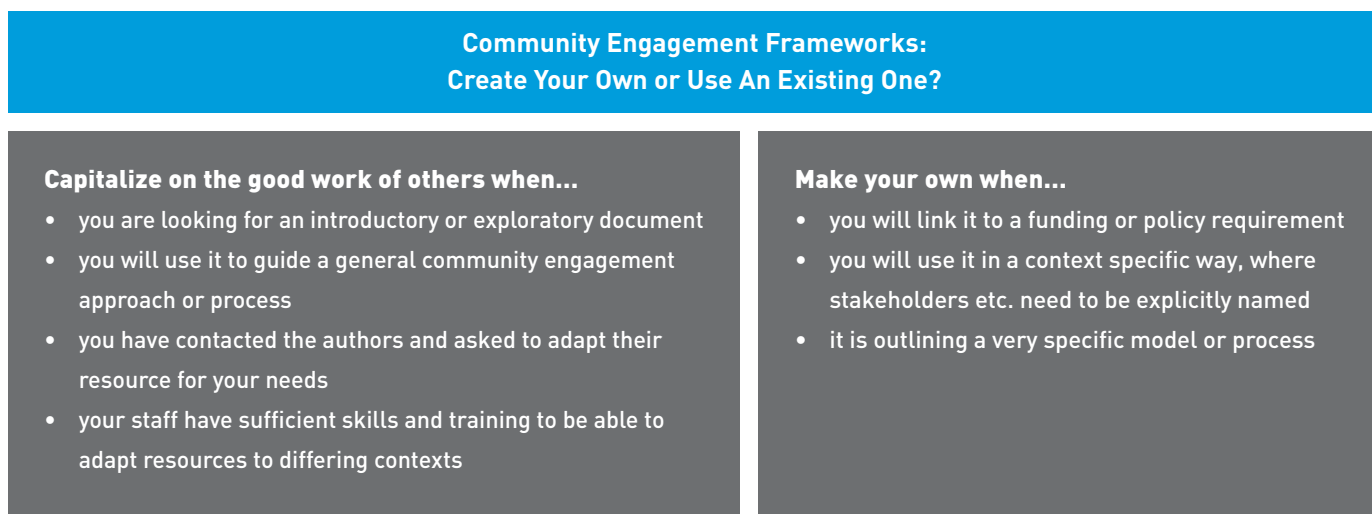 Community Engagement Frameworks:
Create Your Own or Use An Existing One?
Capitalize on the good work of others when...
• you are looking for an introductory or exploratory document
• you will use it to guide a general community engagement
approach or process
• you have contacted the authors and asked to adapt their
resource for your needs
• your staff have sufficient skills and training to be able to
adapt resources to differing contexts
Make your own when...
• you will link it to a funding or policy requirement
• you will use it in a context specific way, where
stakeholders etc. need to be explicitly named
• it is outlining a very specific model or process